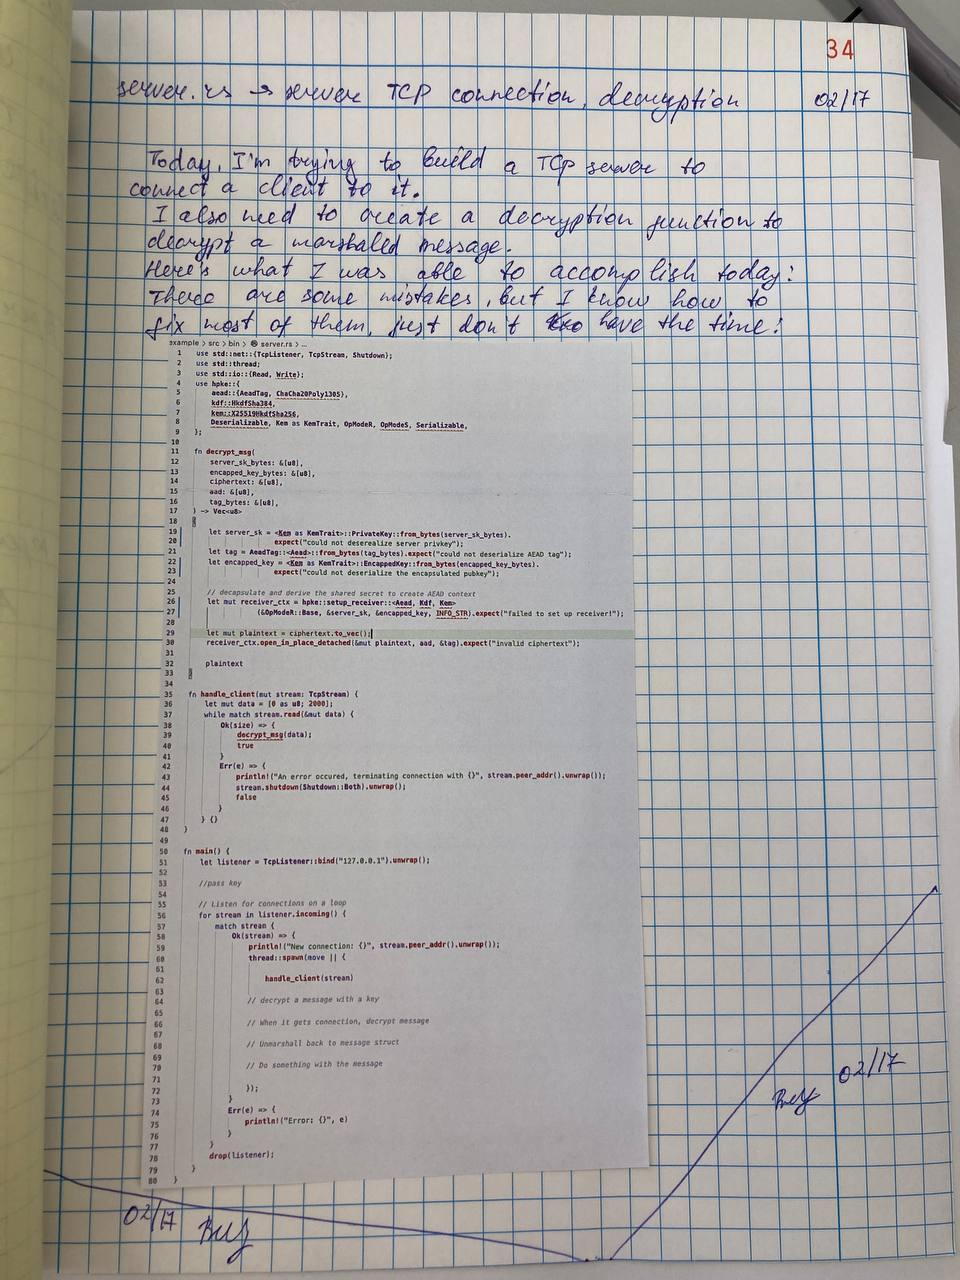 34
server.rs → server TCP connection, decryption 02/17
Today, I'm trying to build a TCP server to
connect a client to it.
I also need to create a decryption function to
decrypt a marshaled message.
Here's what I was able to accomplish today:
There are some mistakes, but I know how to
fix most of them, just don't have the time:
example > src > bin > server.rs > ...
1 use std::net::{TcpListener, TcpStream, Shutdown};
2 use std::thread;
3 use std::io::{Read, Write};
4 use hpke::{
5 aead::{AeadTag, ChaCha20Poly1305},
6 kdf::HkdfSha384,
7 kem::X25519HkdfSha256,
8 Deserializable, Kem as KemTrait, OpModeR, OpModeS, Serializable,
9 };
10
11 fn decrypt_msg(
12 server_sk_bytes: &[u8],
13 encapped_key_bytes: &[u8],
14 ciphertext: &[u8],
15 aad: &[u8],
16 tag_bytes: &[u8],
17 ) -> Vec<u8>
18 {
19 let server_sk = <Kem as KemTrait>::PrivateKey::from_bytes(server_sk_bytes).
20 expect("could not deserealize server privkey");
21 let tag = AeadTag::<Aead>::from_bytes(tag_bytes).expect("could not deserialize AEAD tag");
22 let encapped_key = <Kem as KemTrait>::EncappedKey::from_bytes(encapped_key_bytes).
23 expect("could not deserialize the encapsulated pubkey");
24
25 // decapsulate and derive the shared secret to create AEAD context
26 let mut receiver_ctx = hpke::setup_receiver::<Aead, Kdf, Kem>
27 (&OpModeR::Base, &server_sk, &encapped_key, INFO_STR).expect("failed to set up receiver!");
28
29 let mut plaintext = ciphertext.to_vec();
30 receiver_ctx.open_in_place_detached(&mut plaintext, aad, &tag).expect("invalid ciphertext");
31
32 plaintext
33 }
34
35 fn handle_client(mut stream: TcpStream) {
36 let mut data = [0 as u8; 2000];
37 while match stream.read(&mut data) {
38 Ok(size) => {
39 decrypt_msg(data);
40 true
41 }
42 Err(e) => {
43 println!("An error occured, terminating connection with {}", stream.peer_addr().unwrap());
44 stream.shutdown(Shutdown::Both).unwrap();
45 false
46 }
47 } {}
48 }
49
50 fn main() {
51 let listener = TcpListener::bind("127.0.0.1").unwrap();
52
53 //pass key
54
55 // Listen for connections on a loop
56 for stream in listener.incoming() {
57 match stream {
58 Ok(stream) => {
59 println!("New connection: {}", stream.peer_addr().unwrap());
60 thread::spawn(move || {
61
62 handle_client(stream)
63
64 // decrypt a message with a key
65
66 // When it gets connection, decrypt message
67
68 // Unmarshall back to message struct
69
70 // Do something with the message
71
72 });
73 }
74 Err(e) => {
75 println!("Error: {}", e)
76 }
77 }
78 drop(listener);
79 }
80 }
02/17
02/17